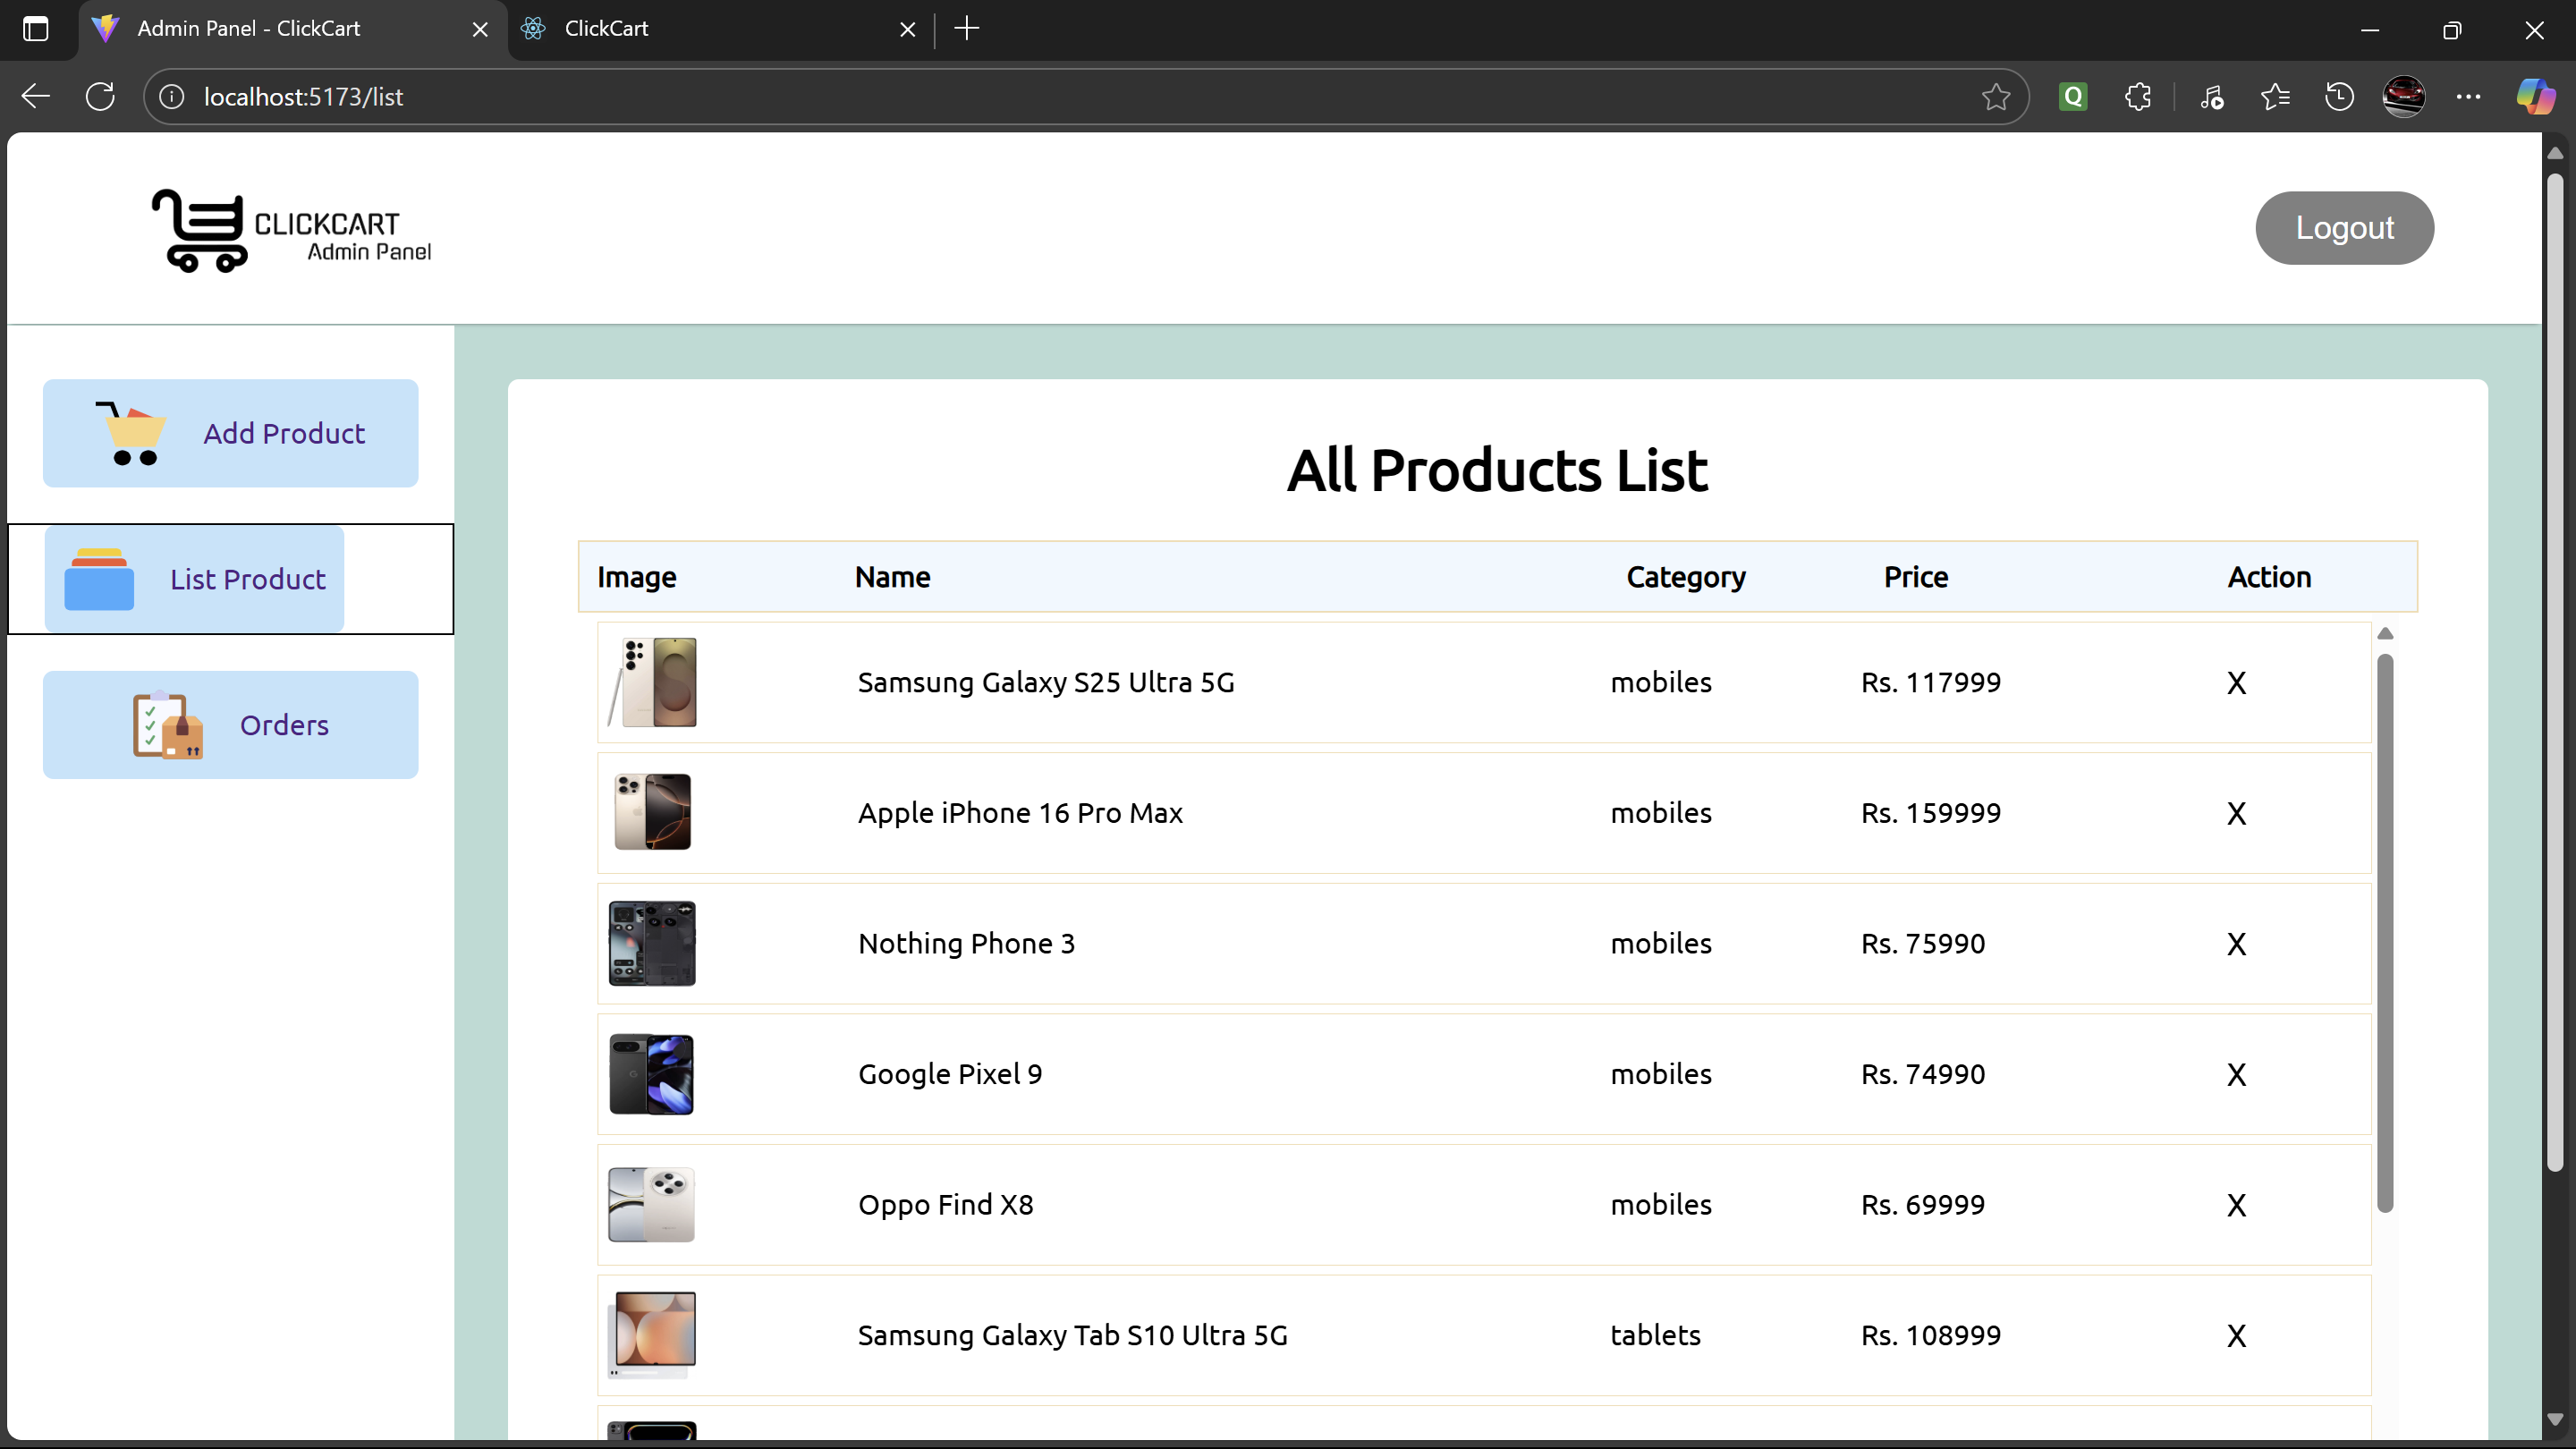 Admin Panel - ClickCart
ClickCart
localhost:5173/list
Q
CLICKCART
Admin Panel
Logout
Add Product
List Product
Orders
All Products List
Image Name Category Price Action
Samsung Galaxy S25 Ultra 5G mobiles Rs. 117999 X
Apple iPhone 16 Pro Max mobiles Rs. 159999 X
Nothing Phone 3 mobiles Rs. 75990 X
Google Pixel 9 mobiles Rs. 74990 X
Oppo Find X8 mobiles Rs. 69999 X
Samsung Galaxy Tab S10 Ultra 5G tablets Rs. 108999 X